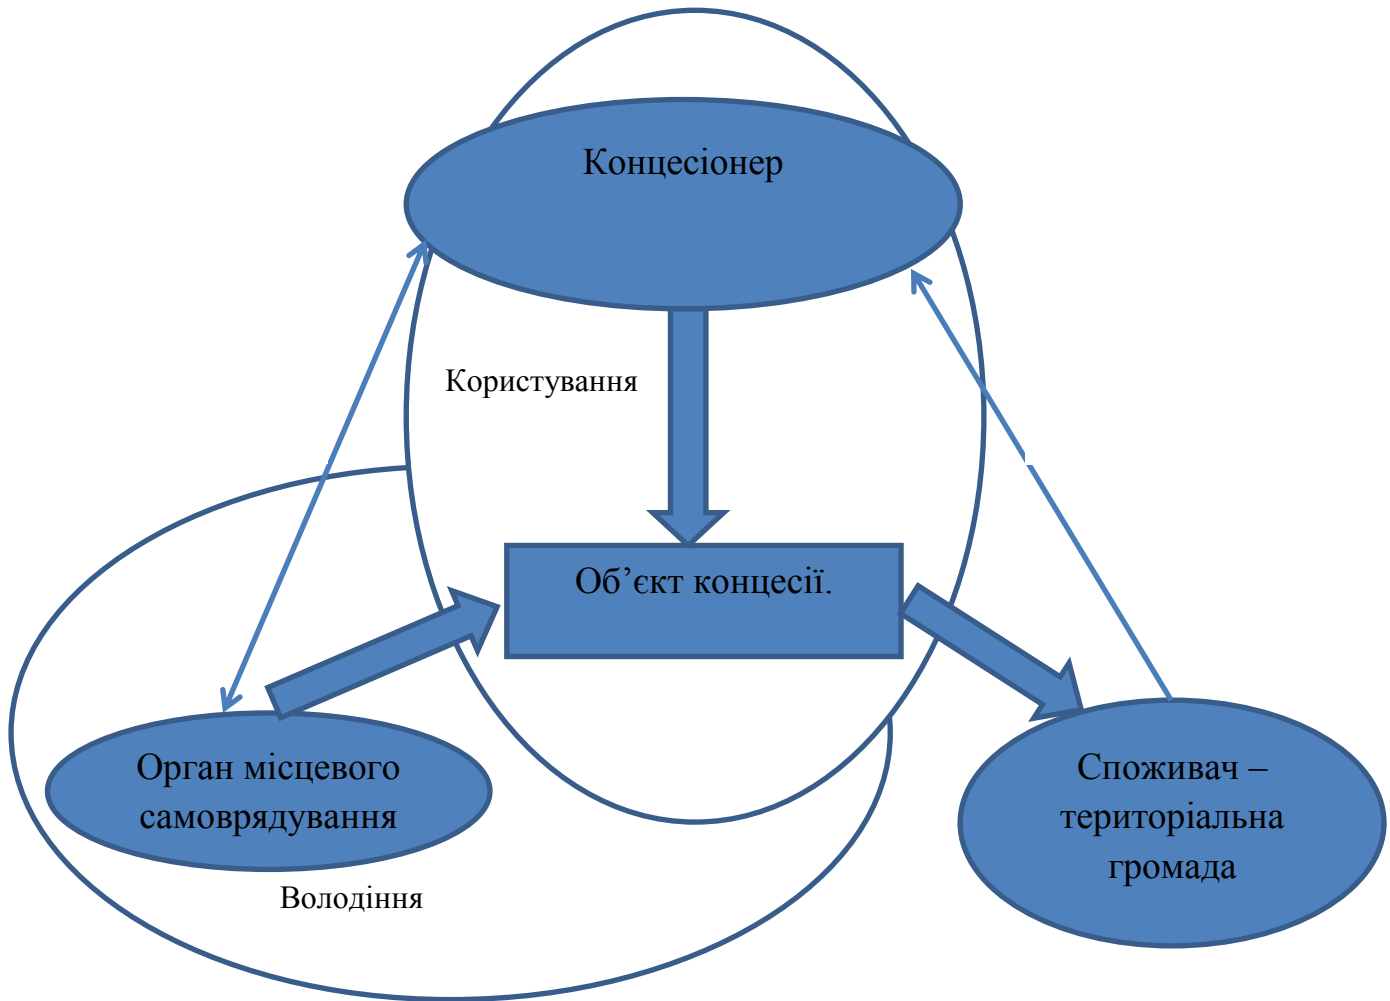 Концесіонер
Користування
Об’єкт концесії.
Орган місцевого
самоврядування
Споживач –
територіальна
громада
Володіння